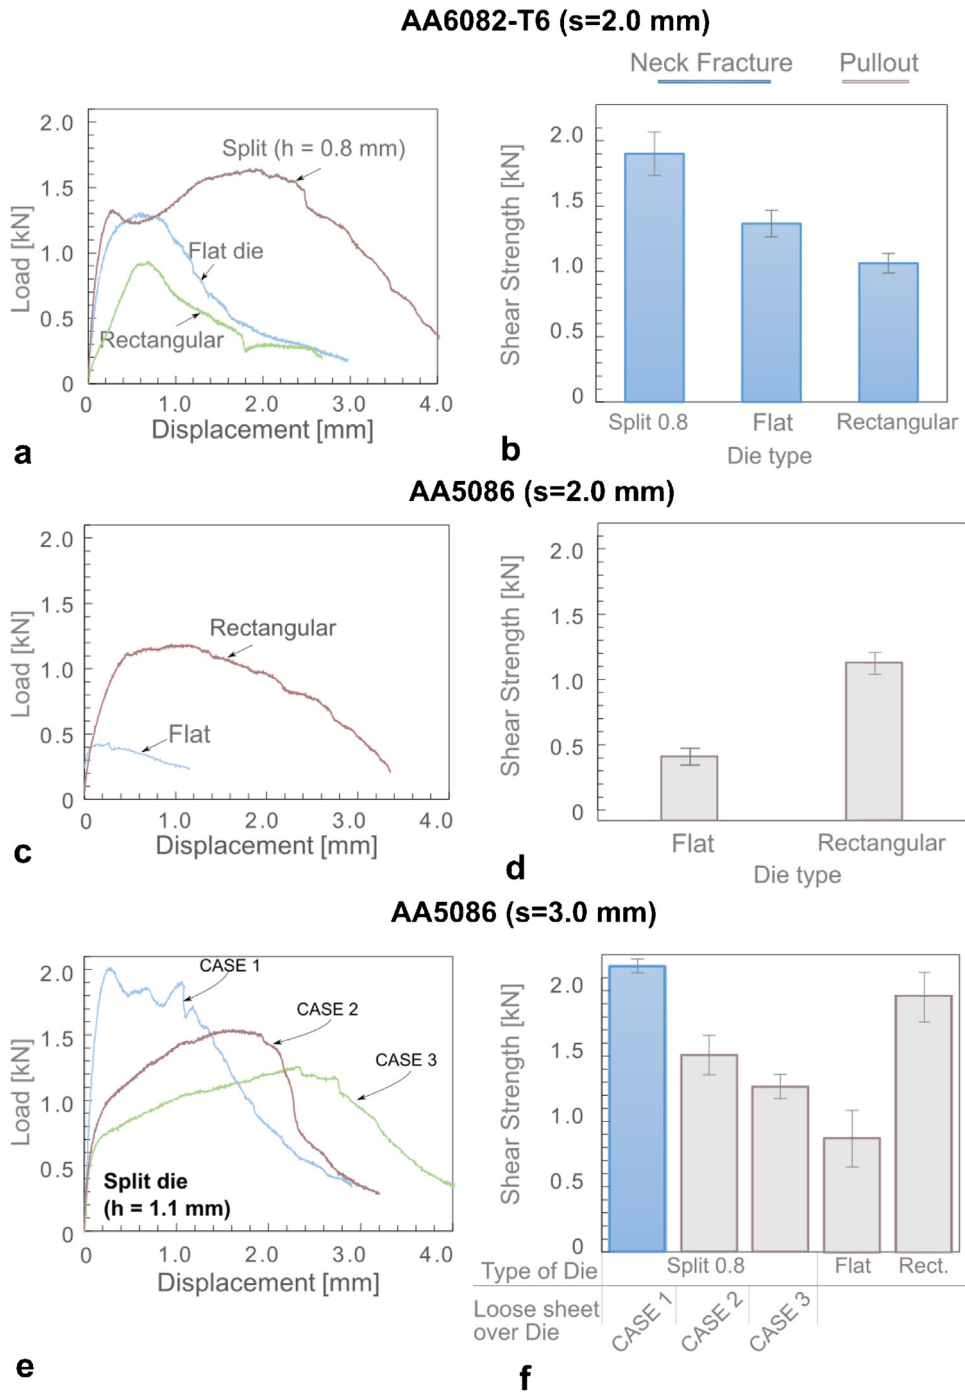 AA6082-T6 (s=2.0 mm)
Neck Fracture
Pullout
Load [kN]
2.0
1.5
1.0
0.5
0
Split (h = 0.8 mm)
Flat die
Rectangular
0
1.0
2.0
3.0
4.0
Displacement [mm]
a
Shear Strength [kN]
2.0
1.5
1.0
0.5
0
Split 0.8
Flat
Rectangular
Die type
b
AA5086 (s=2.0 mm)
Load [kN]
2.0
1.5
1.0
0.5
0
Rectangular
Flat
0
1.0
2.0
3.0
4.0
Displacement [mm]
c
Shear Strength [kN]
2.0
1.5
1.0
0.5
0
Flat
Rectangular
Die type
d
AA5086 (s=3.0 mm)
Load [kN]
2.0
1.5
1.0
0.5
0
CASE 1
CASE 2
CASE 3
Split die
(h = 1.1 mm)
0
1.0
2.0
3.0
4.0
Displacement [mm]
e
Shear Strength [kN]
2.0
1.5
1.0
0.5
0
Type of Die
Split 0.8
Flat
Rect.
Loose sheet
over Die
CASE 1
CASE 2
CASE 3
f